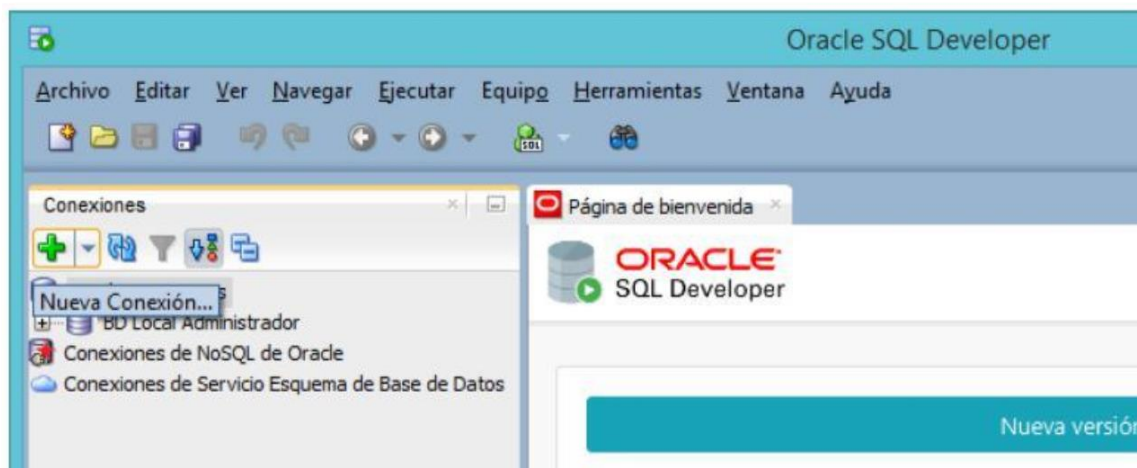 Oracle SQL Developer
Archivo Editar Ver Navegar Ejecutar Equipo Herramientas Ventana Ayuda
SQL
Conexiones
Página de bienvenida
ORACLE
SQL Developer
Nueva Conexión...
BD Local Administrador
Conexiones de NoSQL de Oracle
Conexiones de Servicio Esquema de Base de Datos
Nueva versión